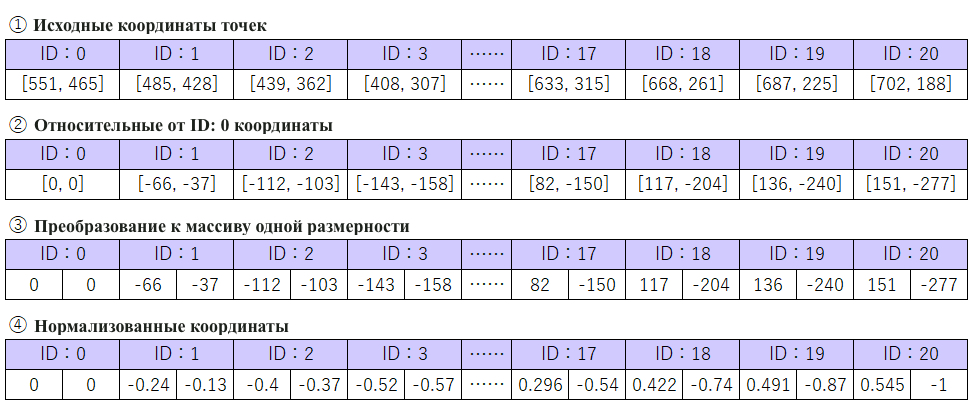 ① Исходные координаты точек
ID：0 ID：1 ID：2 ID：3 …… ID：17 ID：18 ID：19 ID：20
[551, 465] [485, 428] [439, 362] [408, 307] …… [633, 315] [668, 261] [687, 225] [702, 188]
② Относительные от ID: 0 координаты
ID：0 ID：1 ID：2 ID：3 …… ID：17 ID：18 ID：19 ID：20
[0, 0] [-66, -37] [-112, -103] [-143, -158] …… [82, -150] [117, -204] [136, -240] [151, -277]
③ Преобразование к массиву одной размерности
ID：0 ID：1 ID：2 ID：3 …… ID：17 ID：18 ID：19 ID：20
0 0 -66 -37 -112 -103 -143 -158 …… 82 -150 117 -204 136 -240 151 -277
④ Нормализованные координаты
ID：0 ID：1 ID：2 ID：3 …… ID：17 ID：18 ID：19 ID：20
0 0 -0.24 -0.13 -0.4 -0.37 -0.52 -0.57 …… 0.296 -0.54 0.422 -0.74 0.491 -0.87 0.545 -1